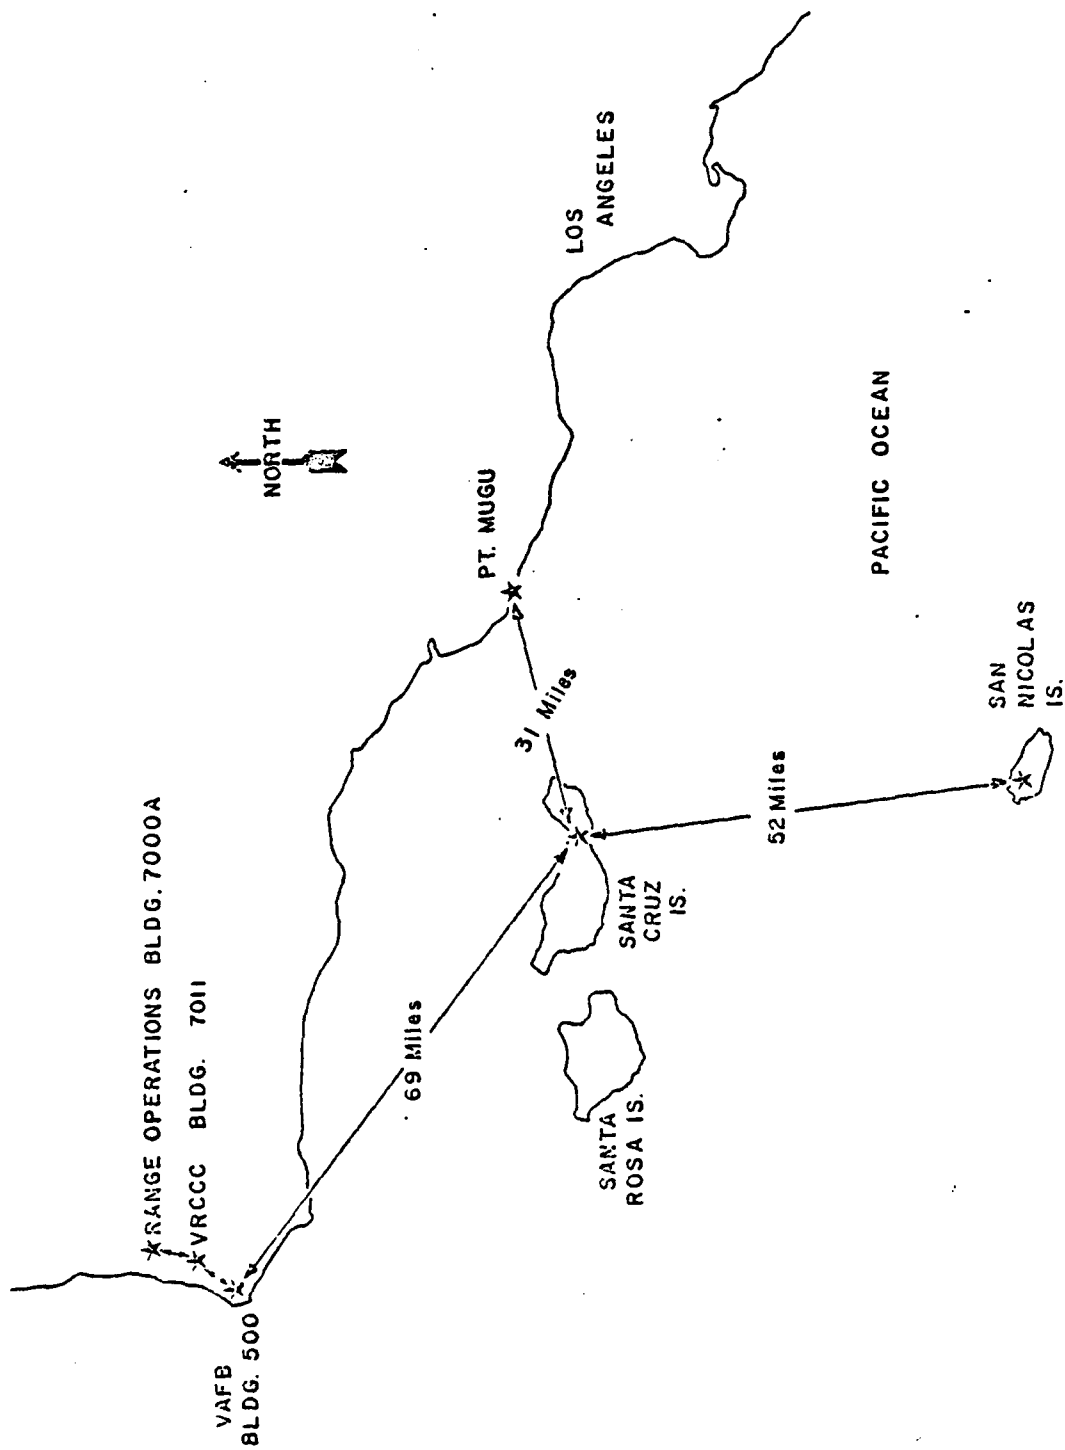 VAFB
BLDG. 500
RANGE OPERATIONS BLDG. 7000A
VRCCC BLDG. 7011
69 Miles
SANTA
ROSA IS.
SANTA
CRUZ
IS.
31 Miles
52 Miles
PT. MUGU
NORTH
SAN
NICOLAS
IS.
PACIFIC OCEAN
LOS
ANGELES